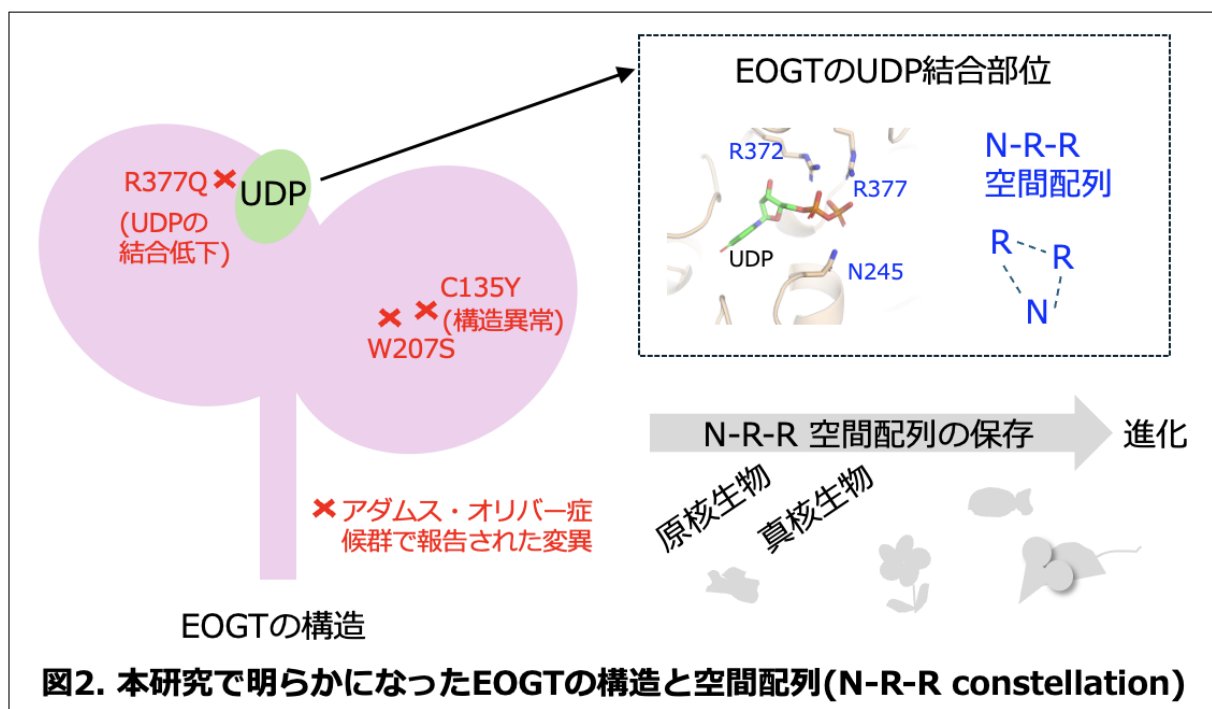 R377Q
(UDPの
結合低下)
UDP
C135Y
(構造異常)
W207S
アダムス・オリバー症
候群で報告された変異
EOGTの構造
EOGTのUDP結合部位
R372
R377
UDP
N245
N-R-R
空間配列
R
R
N
N-R-R 空間配列の保存
進化
原核生物
真核生物
図2. 本研究で明らかになったEOGTの構造と空間配列(N-R-R constellation)